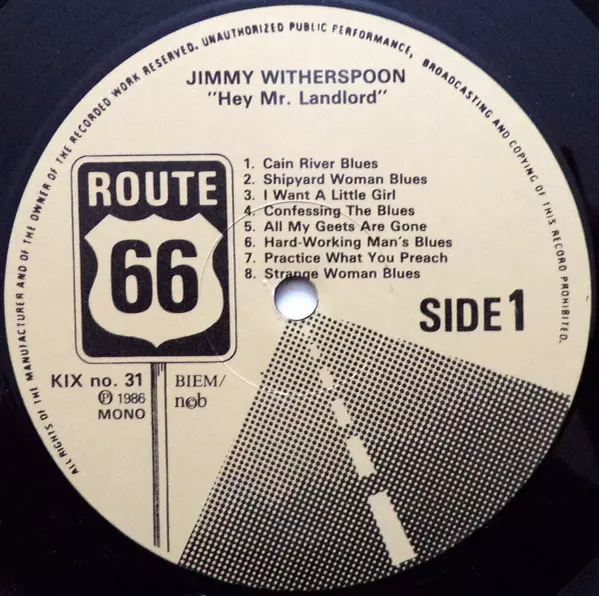 ALL RIGHTS OF THE MANUFACTURER AND OF THE OWNER OF THE RECORDED WORK RESERVED. UNAUTHORIZED PUBLIC PERFORMANCE, BROADCASTING AND COPYING OF THIS RECORD PROHIBITED.
JIMMY WITHERSPOON
"Hey Mr. Landlord"
1. Cain River Blues
2. Shipyard Woman Blues
3. I Want A Little Girl
4. Confessing The Blues
5. All My Geets Are Gone
6. Hard-Working Man's Blues
7. Practice What You Preach
8. Strange Woman Blues
ROUTE
66
SIDE 1
KIX no. 31
℗ 1986
MONO
BIEM/
ncb